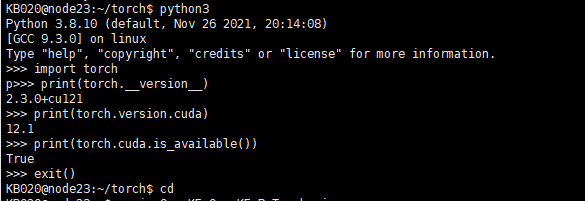 KB020@node23:~/torch$ python3
Python 3.8.10 (default, Nov 26 2021, 20:14:08)
[GCC 9.3.0] on linux
Type "help", "copyright", "credits" or "license" for more information.
>>> import torch
p>>> print(torch.__version__)
2.3.0+cu121
>>> print(torch.version.cuda)
12.1
>>> print(torch.cuda.is_available())
True
>>> exit()
KB020@node23:~/torch$ cd